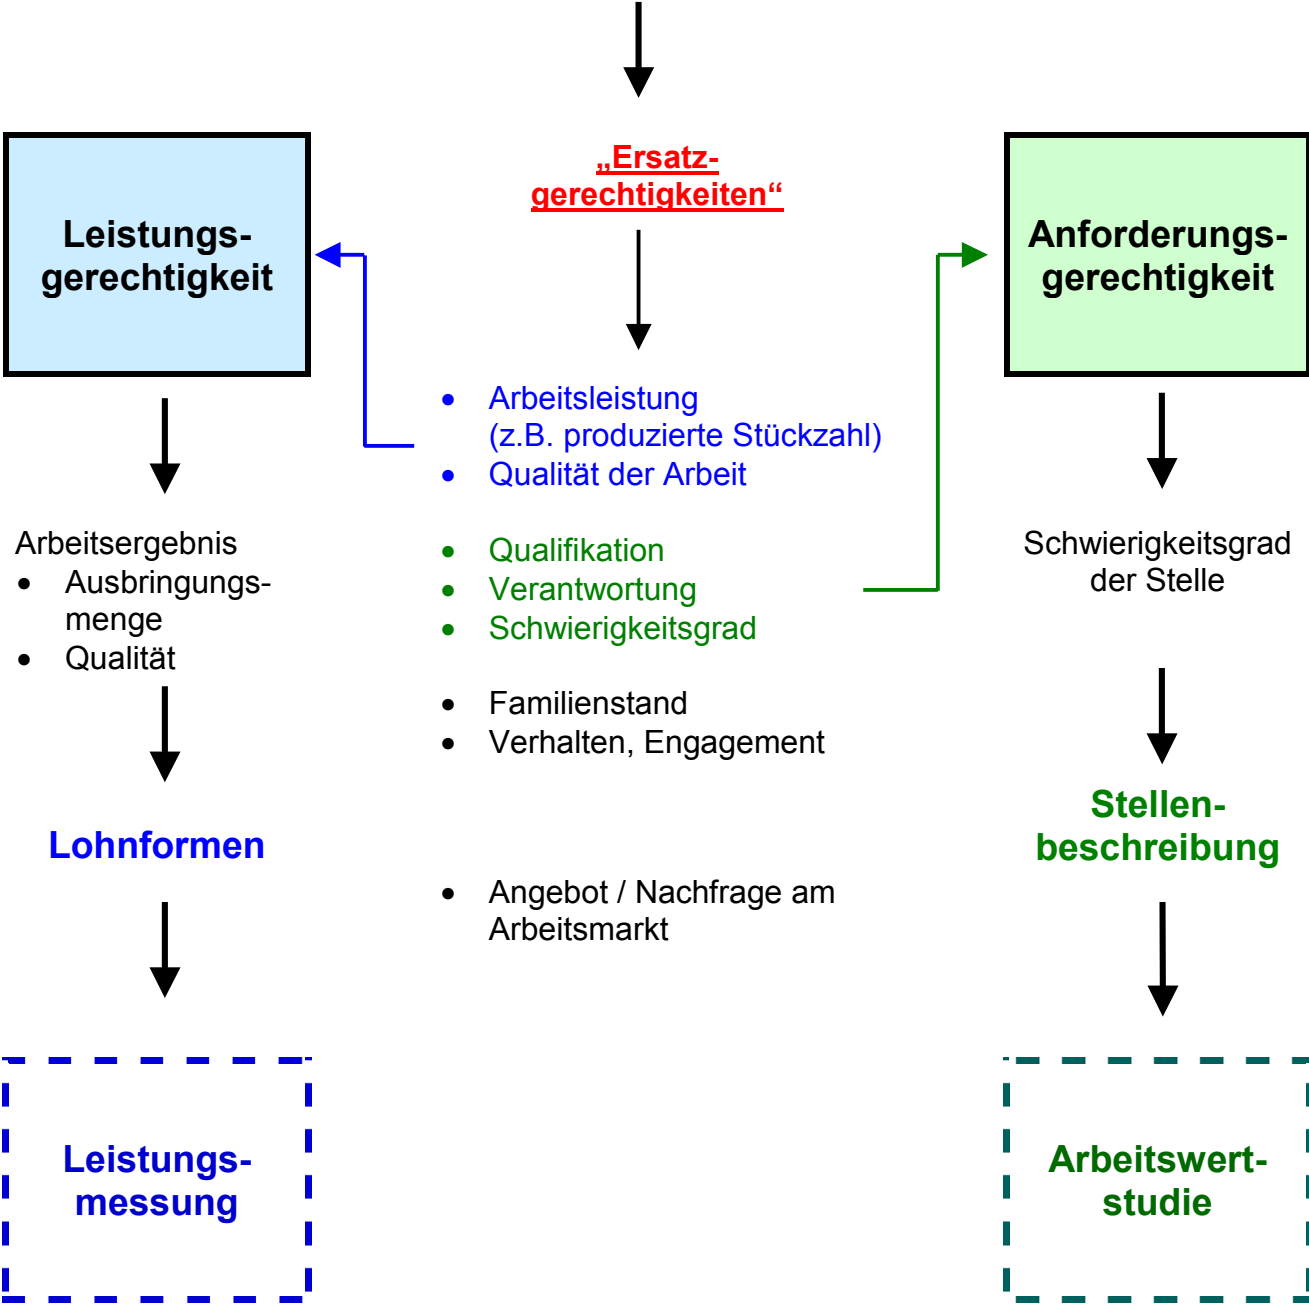 „Ersatz-
gerechtigkeiten“
Leistungs-
gerechtigkeit
Anforderungs-
gerechtigkeit
• Arbeitsleistung
(z.B. produzierte Stückzahl)
• Qualität der Arbeit
• Qualifikation
• Verantwortung
• Schwierigkeitsgrad
• Familienstand
• Verhalten, Engagement
• Angebot / Nachfrage am
Arbeitsmarkt
Arbeitsergebnis
• Ausbringungs-
menge
• Qualität
Lohnformen
Leistungs-
messung
Schwierigkeitsgrad
der Stelle
Stellen-
beschreibung
Arbeitswert-
studie